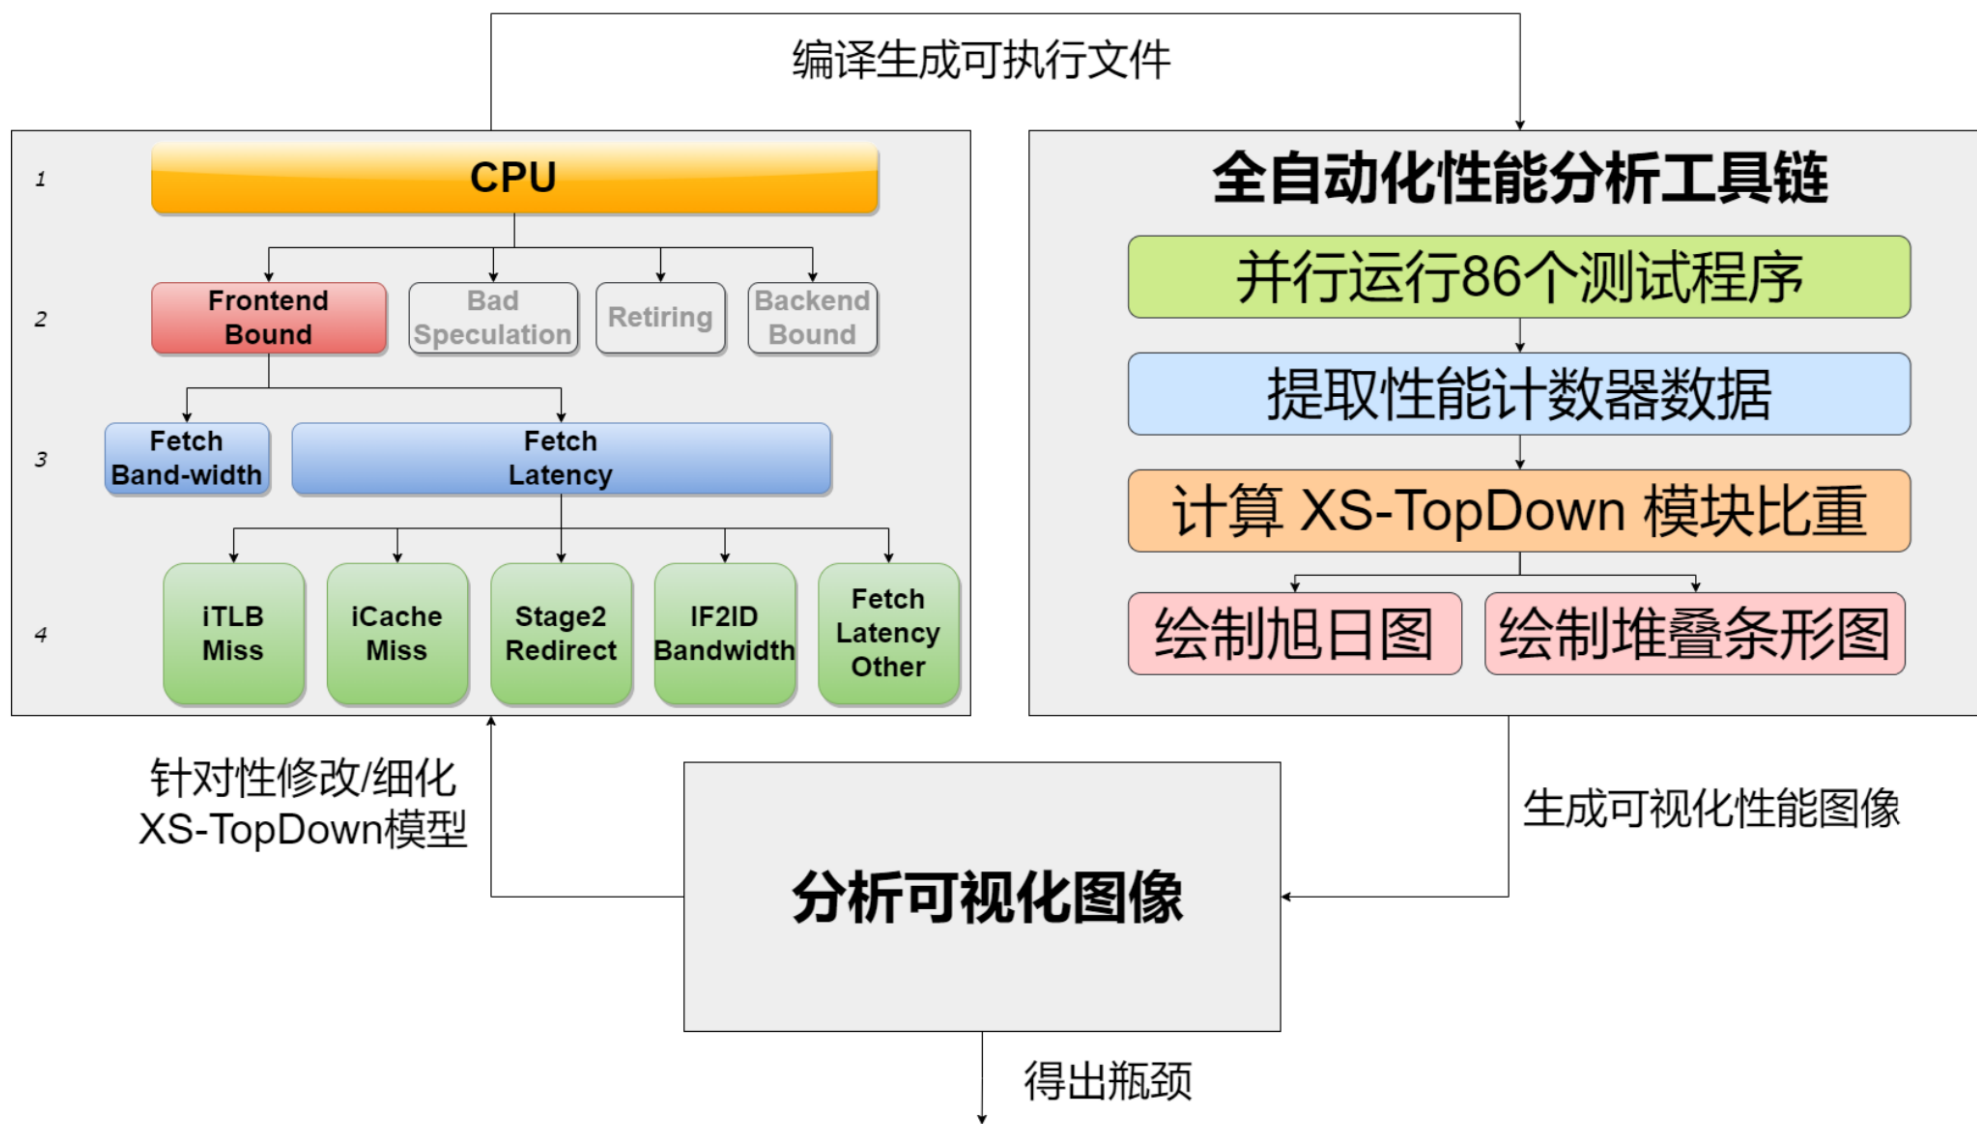 编译生成可执行文件
1
CPU
2
Frontend
Bound
Bad
Speculation
Retiring
Backend
Bound
3
Fetch
Band-width
Fetch
Latency
4
iTLB
Miss
iCache
Miss
Stage2
Redirect
IF2ID
Bandwidth
Fetch
Latency
Other
全自动化性能分析工具链
并行运行86个测试程序
提取性能计数器数据
计算 XS-TopDown 模块比重
绘制旭日图
绘制堆叠条形图
针对性修改/细化
XS-TopDown模型
生成可视化性能图像
分析可视化图像
得出瓶颈